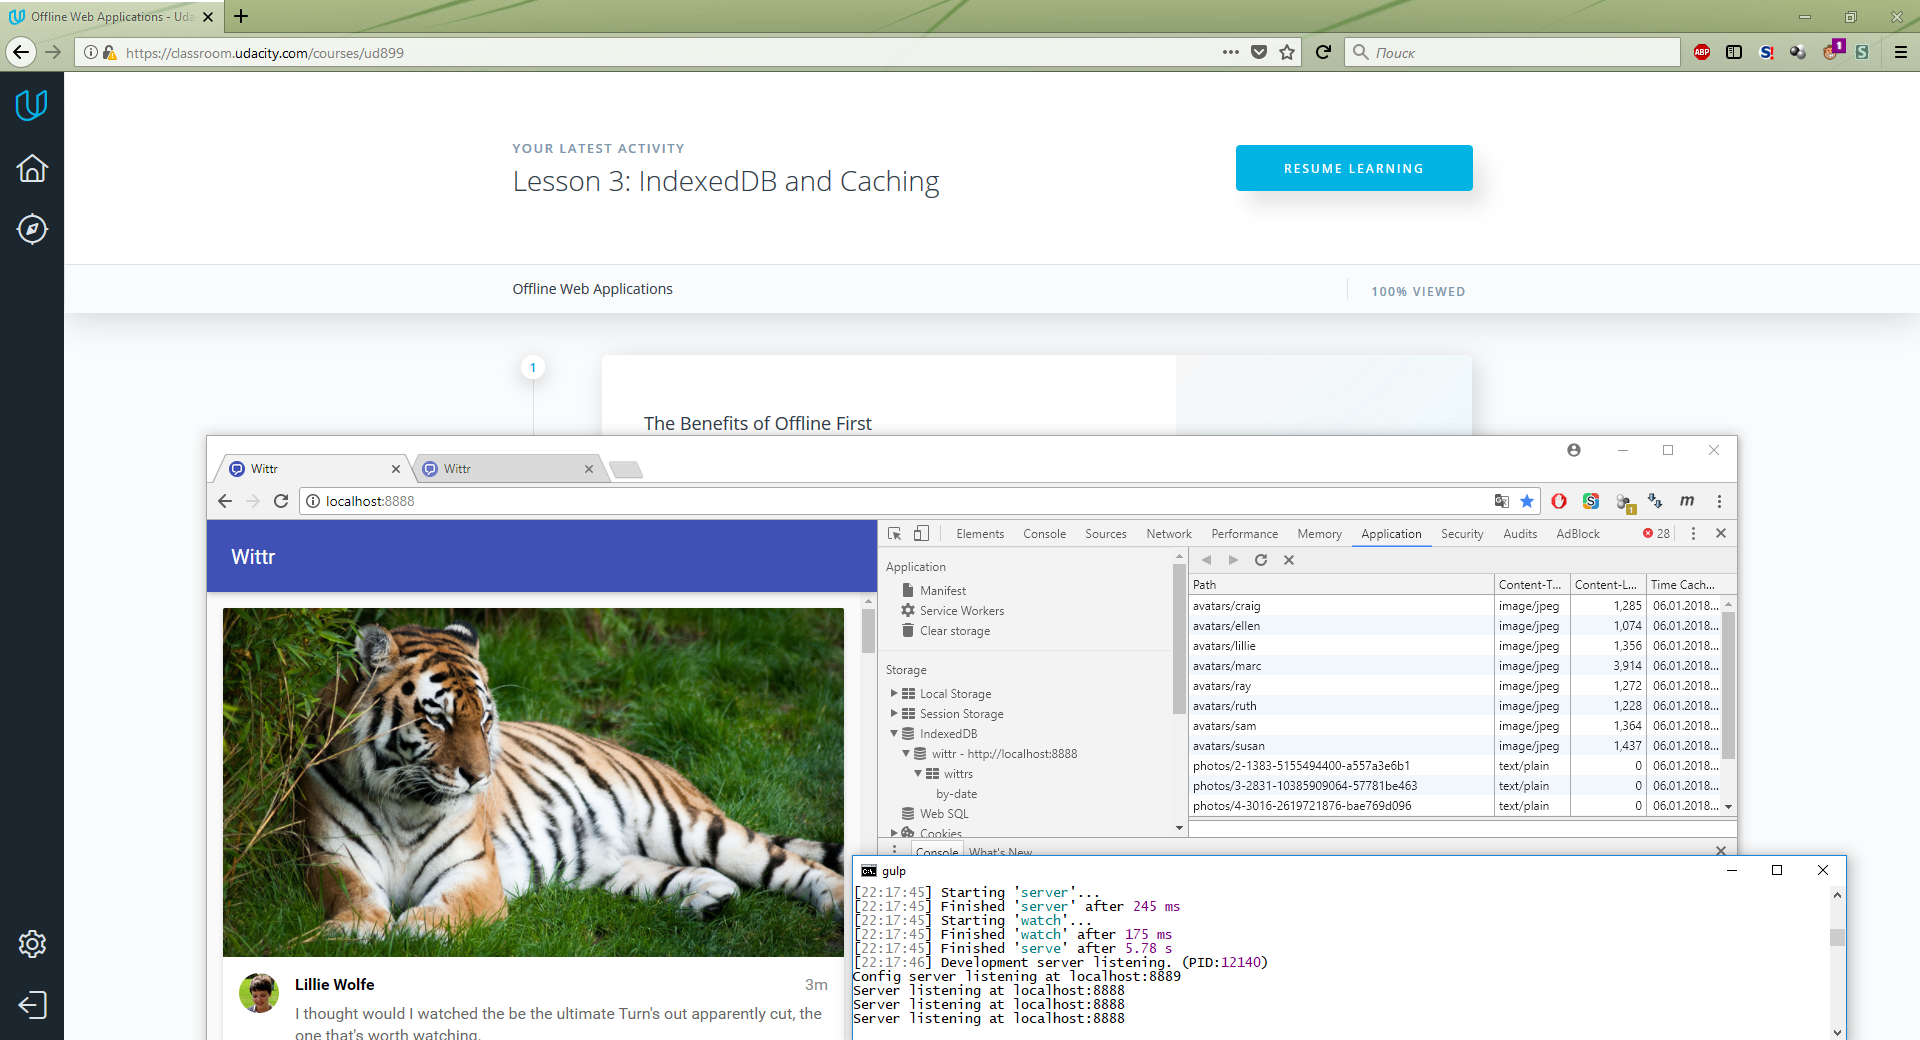 Offline Web Applications - Uda
https://classroom.udacity.com/courses/ud899
Поиск
ABP
S!
1
S
YOUR LATEST ACTIVITY
Lesson 3: IndexedDB and Caching
RESUME LEARNING
Offline Web Applications
100% VIEWED
1
The Benefits of Offline First
Wittr
Wittr
localhost:8888
1
m
Wittr
Elements Console Sources Network Performance Memory Application Security Audits AdBlock
28
Application
Manifest
Service Workers
Clear storage
Storage
Local Storage
Session Storage
IndexedDB
wittr - http://localhost:8888
wittrs
by-date
Web SQL
Cookies
Path Content-T... Content-L... Time Cach...
avatars/craig image/jpeg 1,285 06.01.2018...
avatars/ellen image/jpeg 1,074 06.01.2018...
avatars/lillie image/jpeg 1,356 06.01.2018...
avatars/marc image/jpeg 3,914 06.01.2018...
avatars/ray image/jpeg 1,272 06.01.2018...
avatars/ruth image/jpeg 1,228 06.01.2018...
avatars/sam image/jpeg 1,364 06.01.2018...
avatars/susan image/jpeg 1,437 06.01.2018...
photos/2-1383-5155494400-a557a3e6b1 text/plain 0 06.01.2018...
photos/3-2831-10385909064-57781be463 text/plain 0 06.01.2018...
photos/4-3016-2619721876-bae769d096 text/plain 0 06.01.2018...
Console What's New
Lillie Wolfe 3m
I thought would I watched the be the ultimate Turn's out apparently cut, the
one that's worth watching.
C:\. gulp
[22:17:45] Starting 'server'...
[22:17:45] Finished 'server' after 245 ms
[22:17:45] Starting 'watch'...
[22:17:45] Finished 'watch' after 175 ms
[22:17:45] Finished 'serve' after 5.78 s
[22:17:46] Development server listening. (PID:12140)
Config server listening at localhost:8889
Server listening at localhost:8888
Server listening at localhost:8888
Server listening at localhost:8888